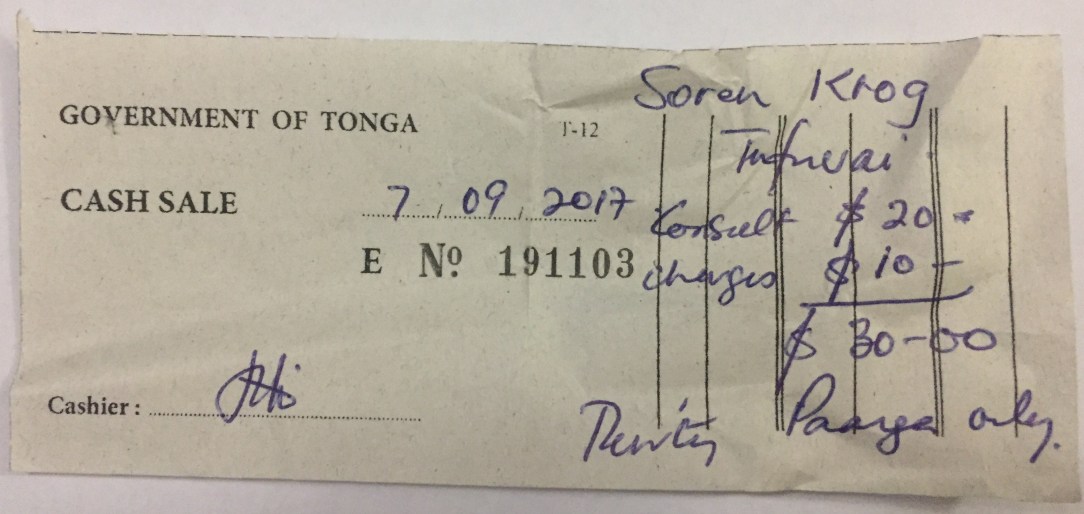 Soren Krog
GOVERNMENT OF TONGA T-12
CASH SALE 7 / 09 / 2017
Consult $ 20 -
E Nº 191103
charges $ 10 -
$ 30-00
Cashier :
Thirty Paanga only.